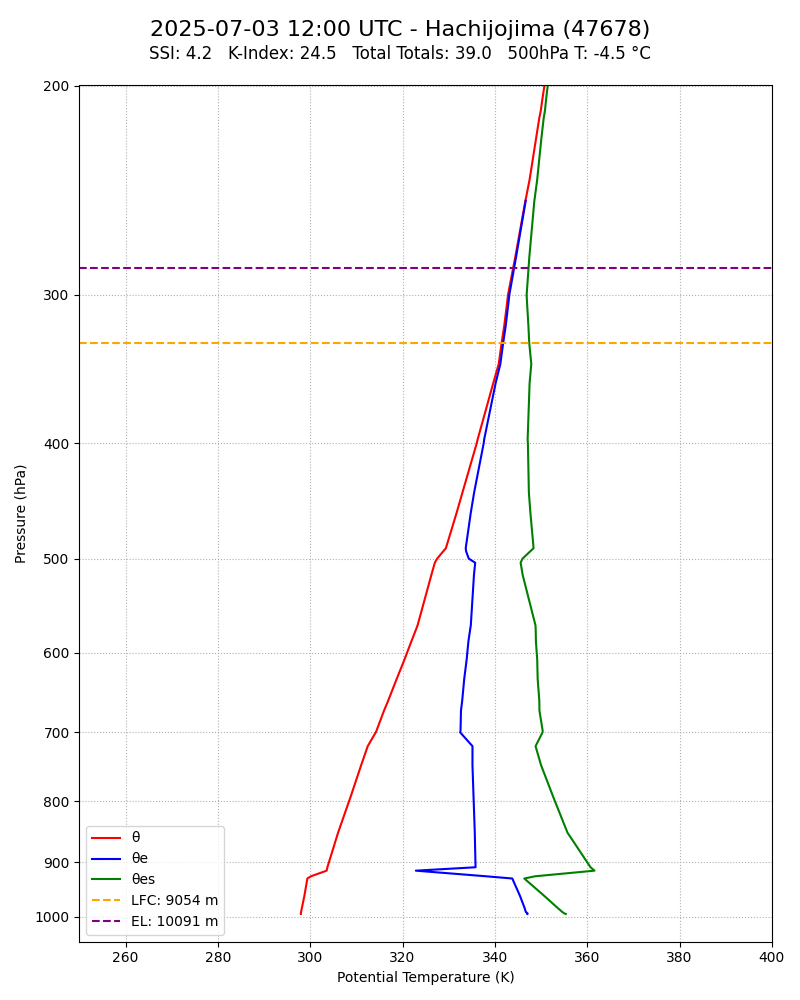 2025-07-03 12:00 UTC - Hachijojima (47678)
SSI: 4.2 K-Index: 24.5 Total Totals: 39.0 500hPa T: -4.5 °C
200
300
400
500
600
700
800
900
1000
Pressure (hPa)
θ
θe
θes
LFC: 9054 m
EL: 10091 m
260 280 300 320 340 360 380 400
Potential Temperature (K)